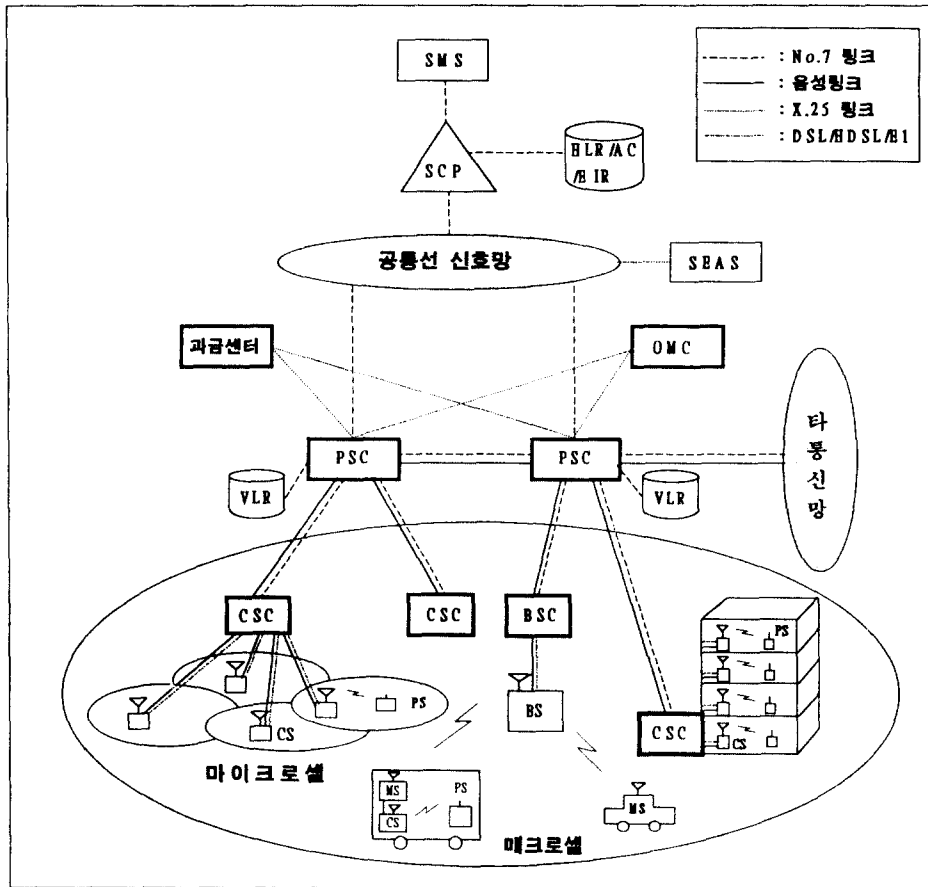 SMS
: No.7 링크
: 음성링크
: X.25 링크
: DSL/HDSL/E1
SCP
HLR/AC
/EIR
공통선 신호망
SEAS
과금센터
OMC
PSC
PSC
타통신망
VLR
VLR
CSC
CSC
BSC
PS
PS
BS
CS
CSC
CS
마이크로셀
MS
PS
CS
MS
매크로셀